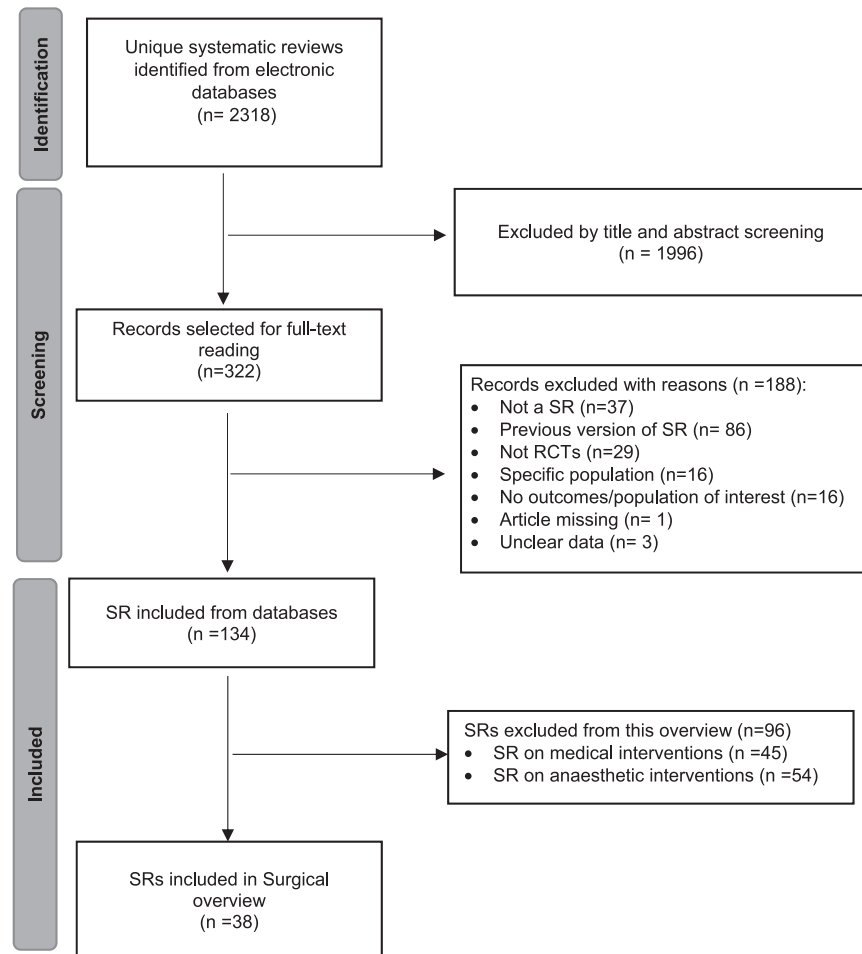 Identification
Unique systematic reviews
identified from electronic
databases
(n= 2318)
Screening
Excluded by title and abstract screening
(n = 1996)
Records selected for full-text
reading
(n=322)
Records excluded with reasons (n =188):
• Not a SR (n=37)
• Previous version of SR (n= 86)
• Not RCTs (n=29)
• Specific population (n=16)
• No outcomes/population of interest (n=16)
• Article missing (n= 1)
• Unclear data (n= 3)
Included
SR included from databases
(n =134)
SRs excluded from this overview (n=96)
• SR on medical interventions (n =45)
• SR on anaesthetic interventions (n =54)
SRs included in Surgical
overview
(n =38)